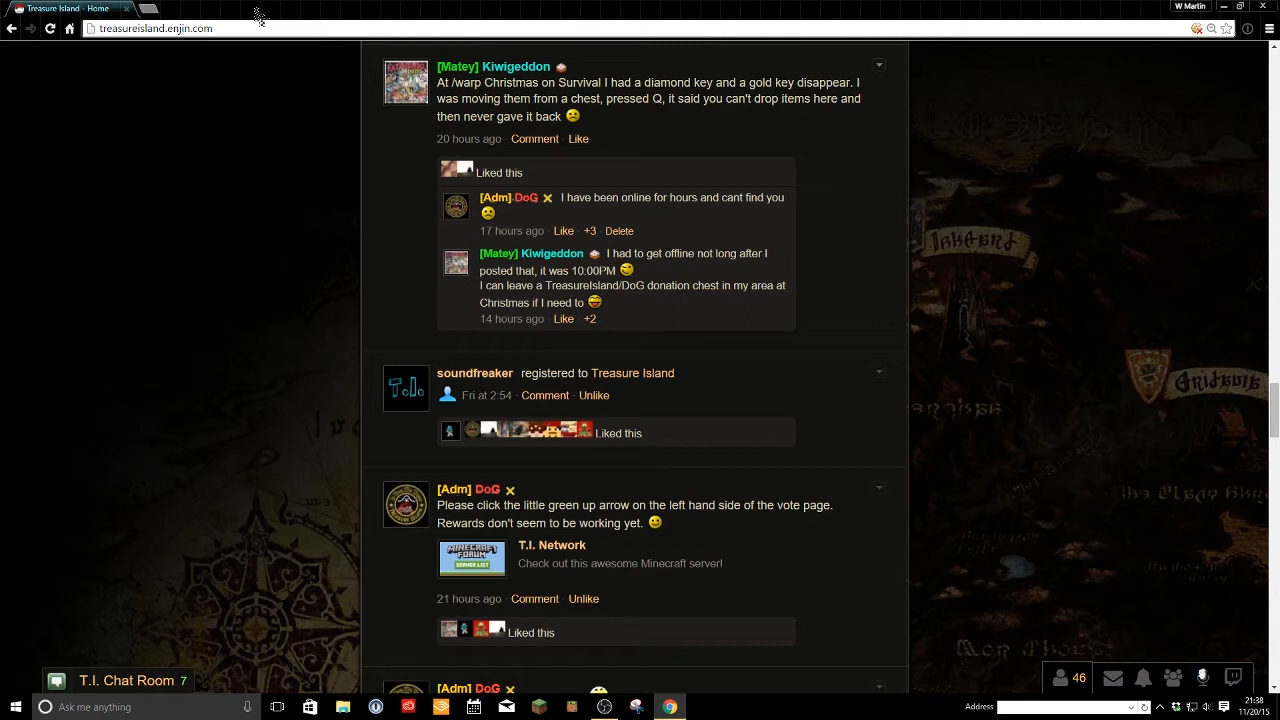 Treasure Island - Home
W Martin
treasureisland.enjin.com
[Matey] Kiwigeddon
At /warp Christmas on Survival I had a diamond key and a gold key disappear. I
was moving them from a chest, pressed Q, it said you can't drop items here and
then never gave it back
20 hours ago · Comment · Like
Liked this
[Adm] DoG I have been online for hours and cant find you
17 hours ago · Like · +3 · Delete
[Matey] Kiwigeddon I had to get offline not long after I
posted that, it was 10:00PM
I can leave a TreasureIsland/DoG donation chest in my area at
Christmas if I need to
14 hours ago · Like · +2
soundfreaker registered to Treasure Island
T.I.
Fri at 2:54 · Comment · Unlike
Liked this
[Adm] DoG
Please click the little green up arrow on the left hand side of the vote page.
Rewards don't seem to be working yet.
MINECRAFT
FORUM
SERVER LIST
T.I. Network
Check out this awesome Minecraft server!
21 hours ago · Comment · Unlike
Liked this
[Adm] DoG
T.I. Chat Room 7
46
Ask me anything
Address
21:38
11/20/15